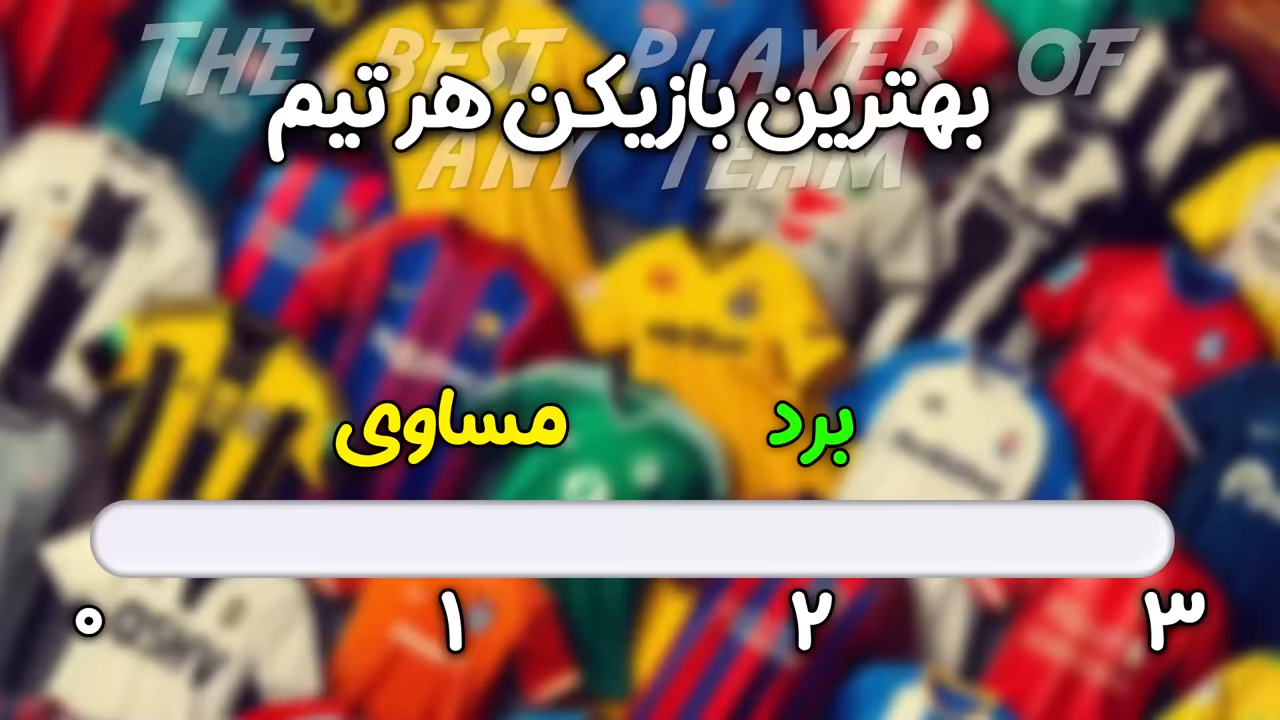 THE BEST PLAYER OF
بهترین بازیکن هر تیم
ANY TEAM
مساوی
برد
۰
۱
۲
۳